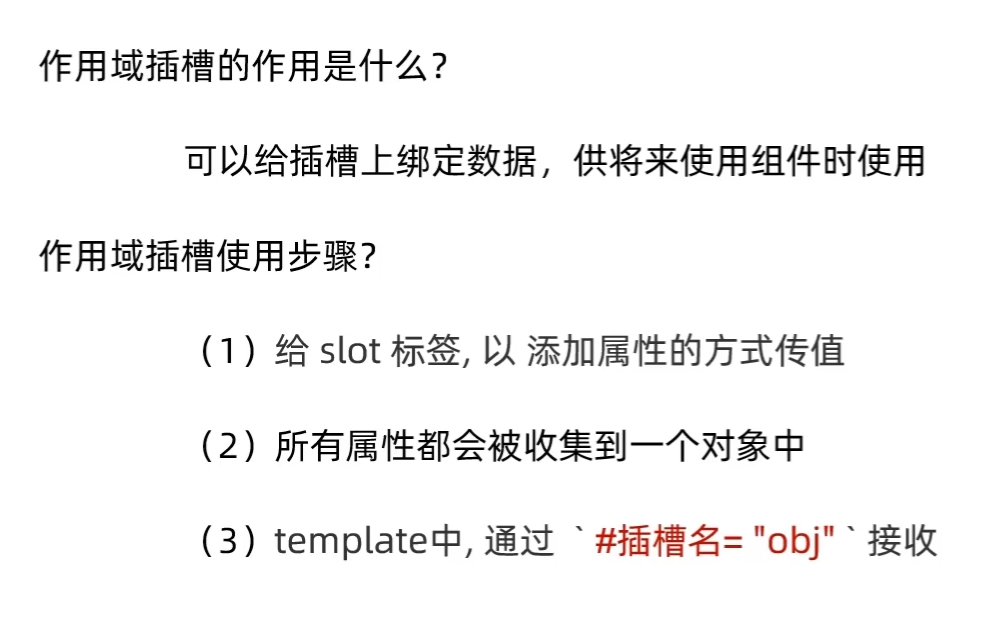 作用域插槽的作用是什么？
可以给插槽上绑定数据，供将来使用组件时使用
作用域插槽使用步骤？
（1）给 slot 标签, 以 添加属性的方式传值
（2）所有属性都会被收集到一个对象中
（3）template中, 通过 ` #插槽名= "obj" ` 接收